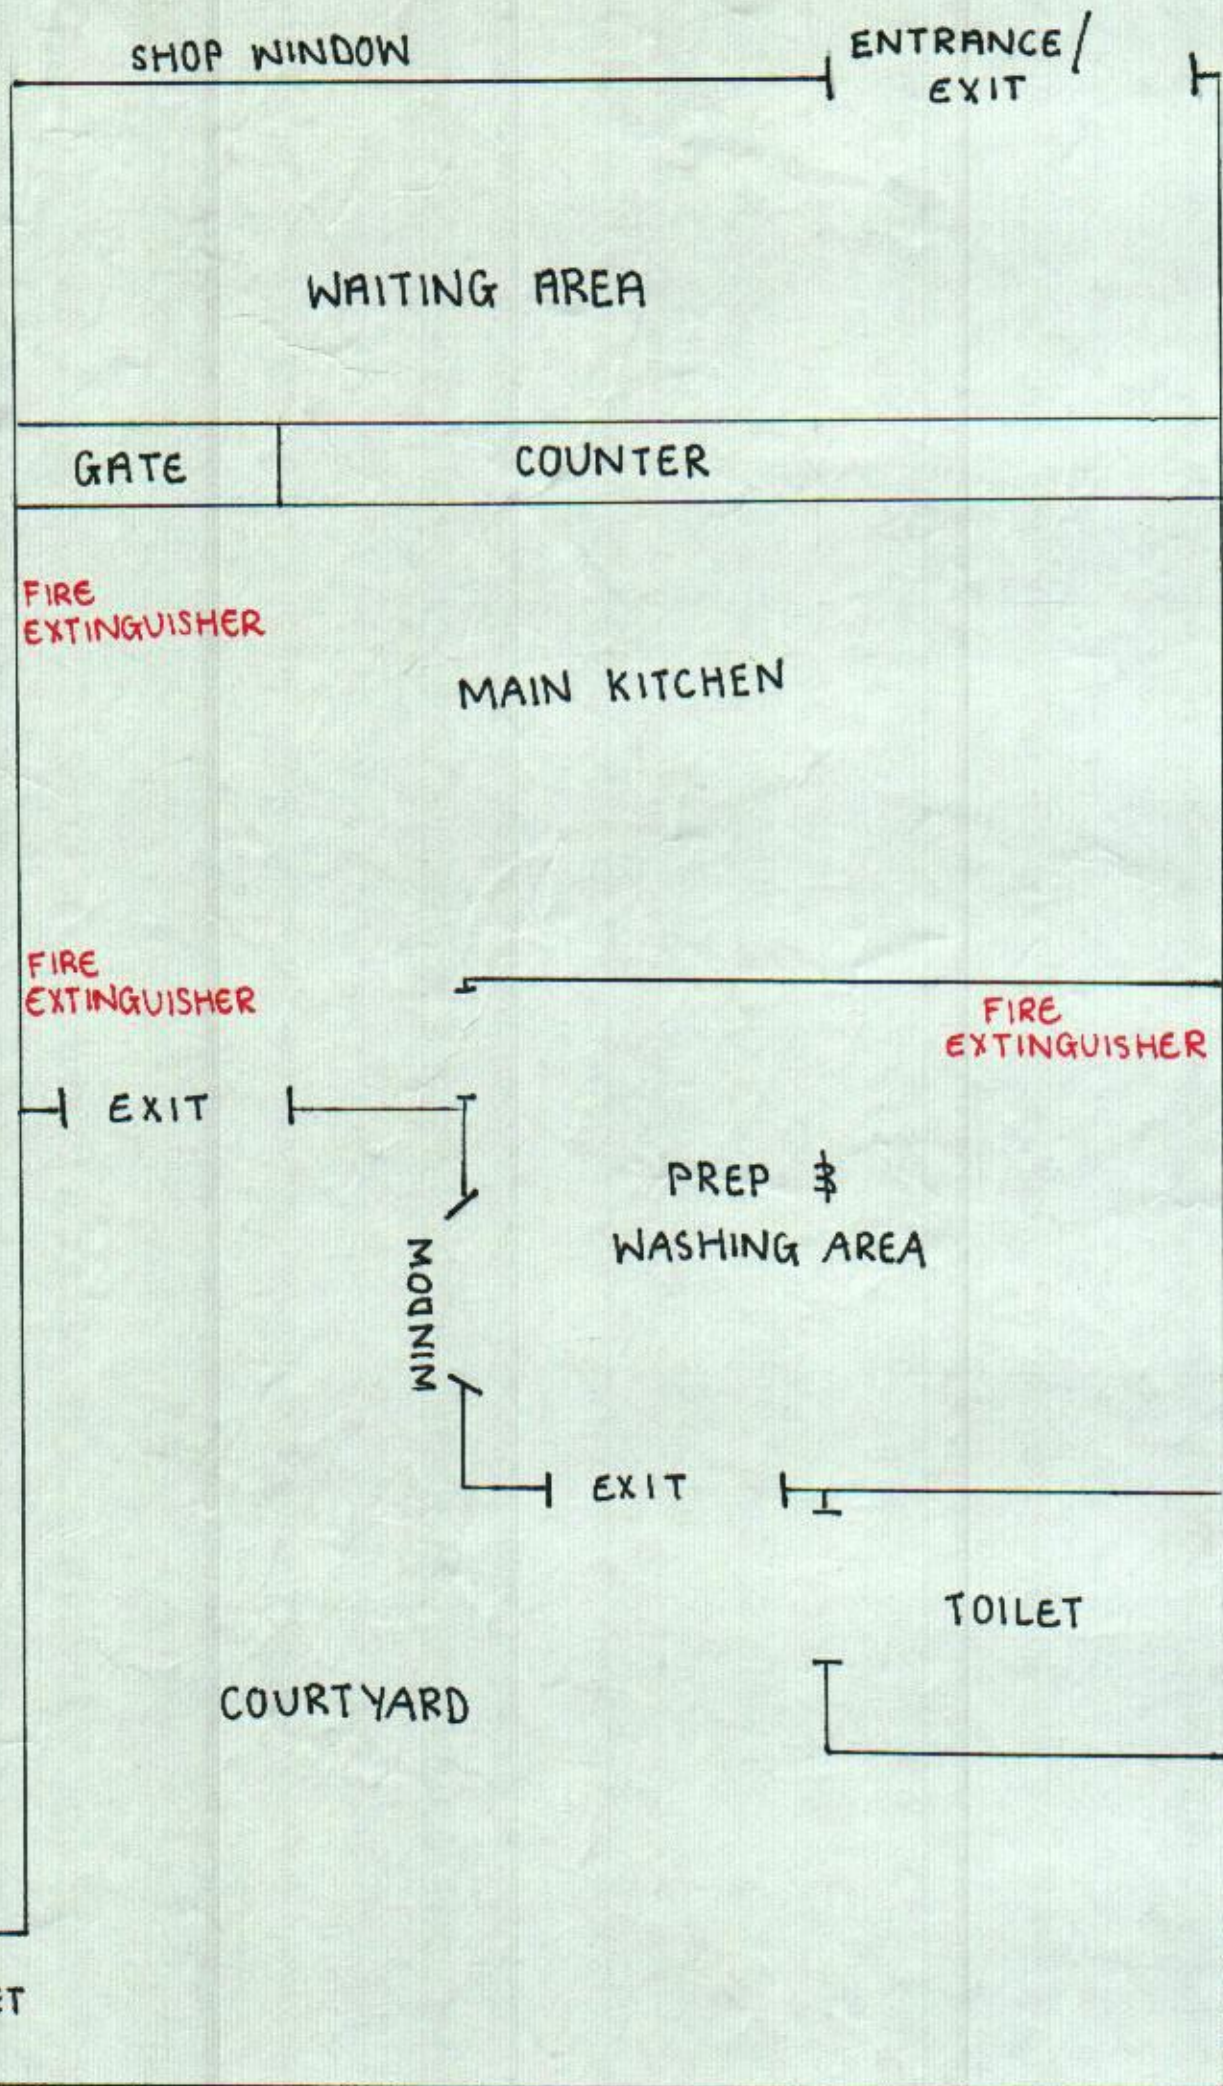 SHOP WINDOW
ENTRANCE/
EXIT
WAITING AREA
GATE
COUNTER
FIRE
EXTINGUISHER
MAIN KITCHEN
FIRE
EXTINGUISHER
FIRE
EXTINGUISHER
EXIT
PREP &
WASHING AREA
WINDOW
EXIT
TOILET
COURTYARD